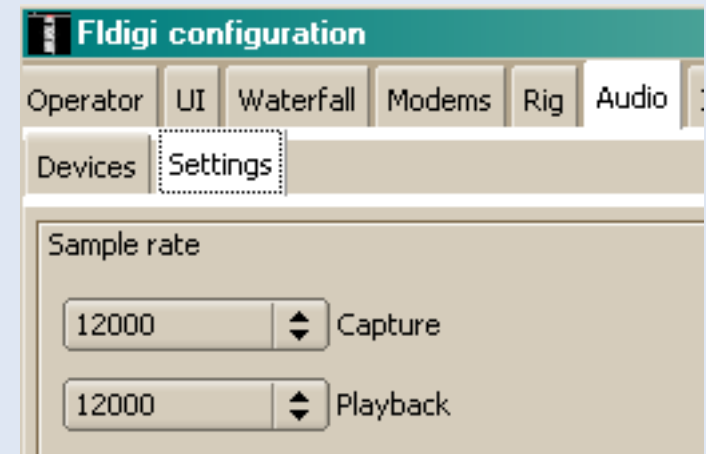 Fldigi configuration
Operator UI Waterfall Modems Rig Audio
Devices Settings
Sample rate
12000 Capture
12000 Playback